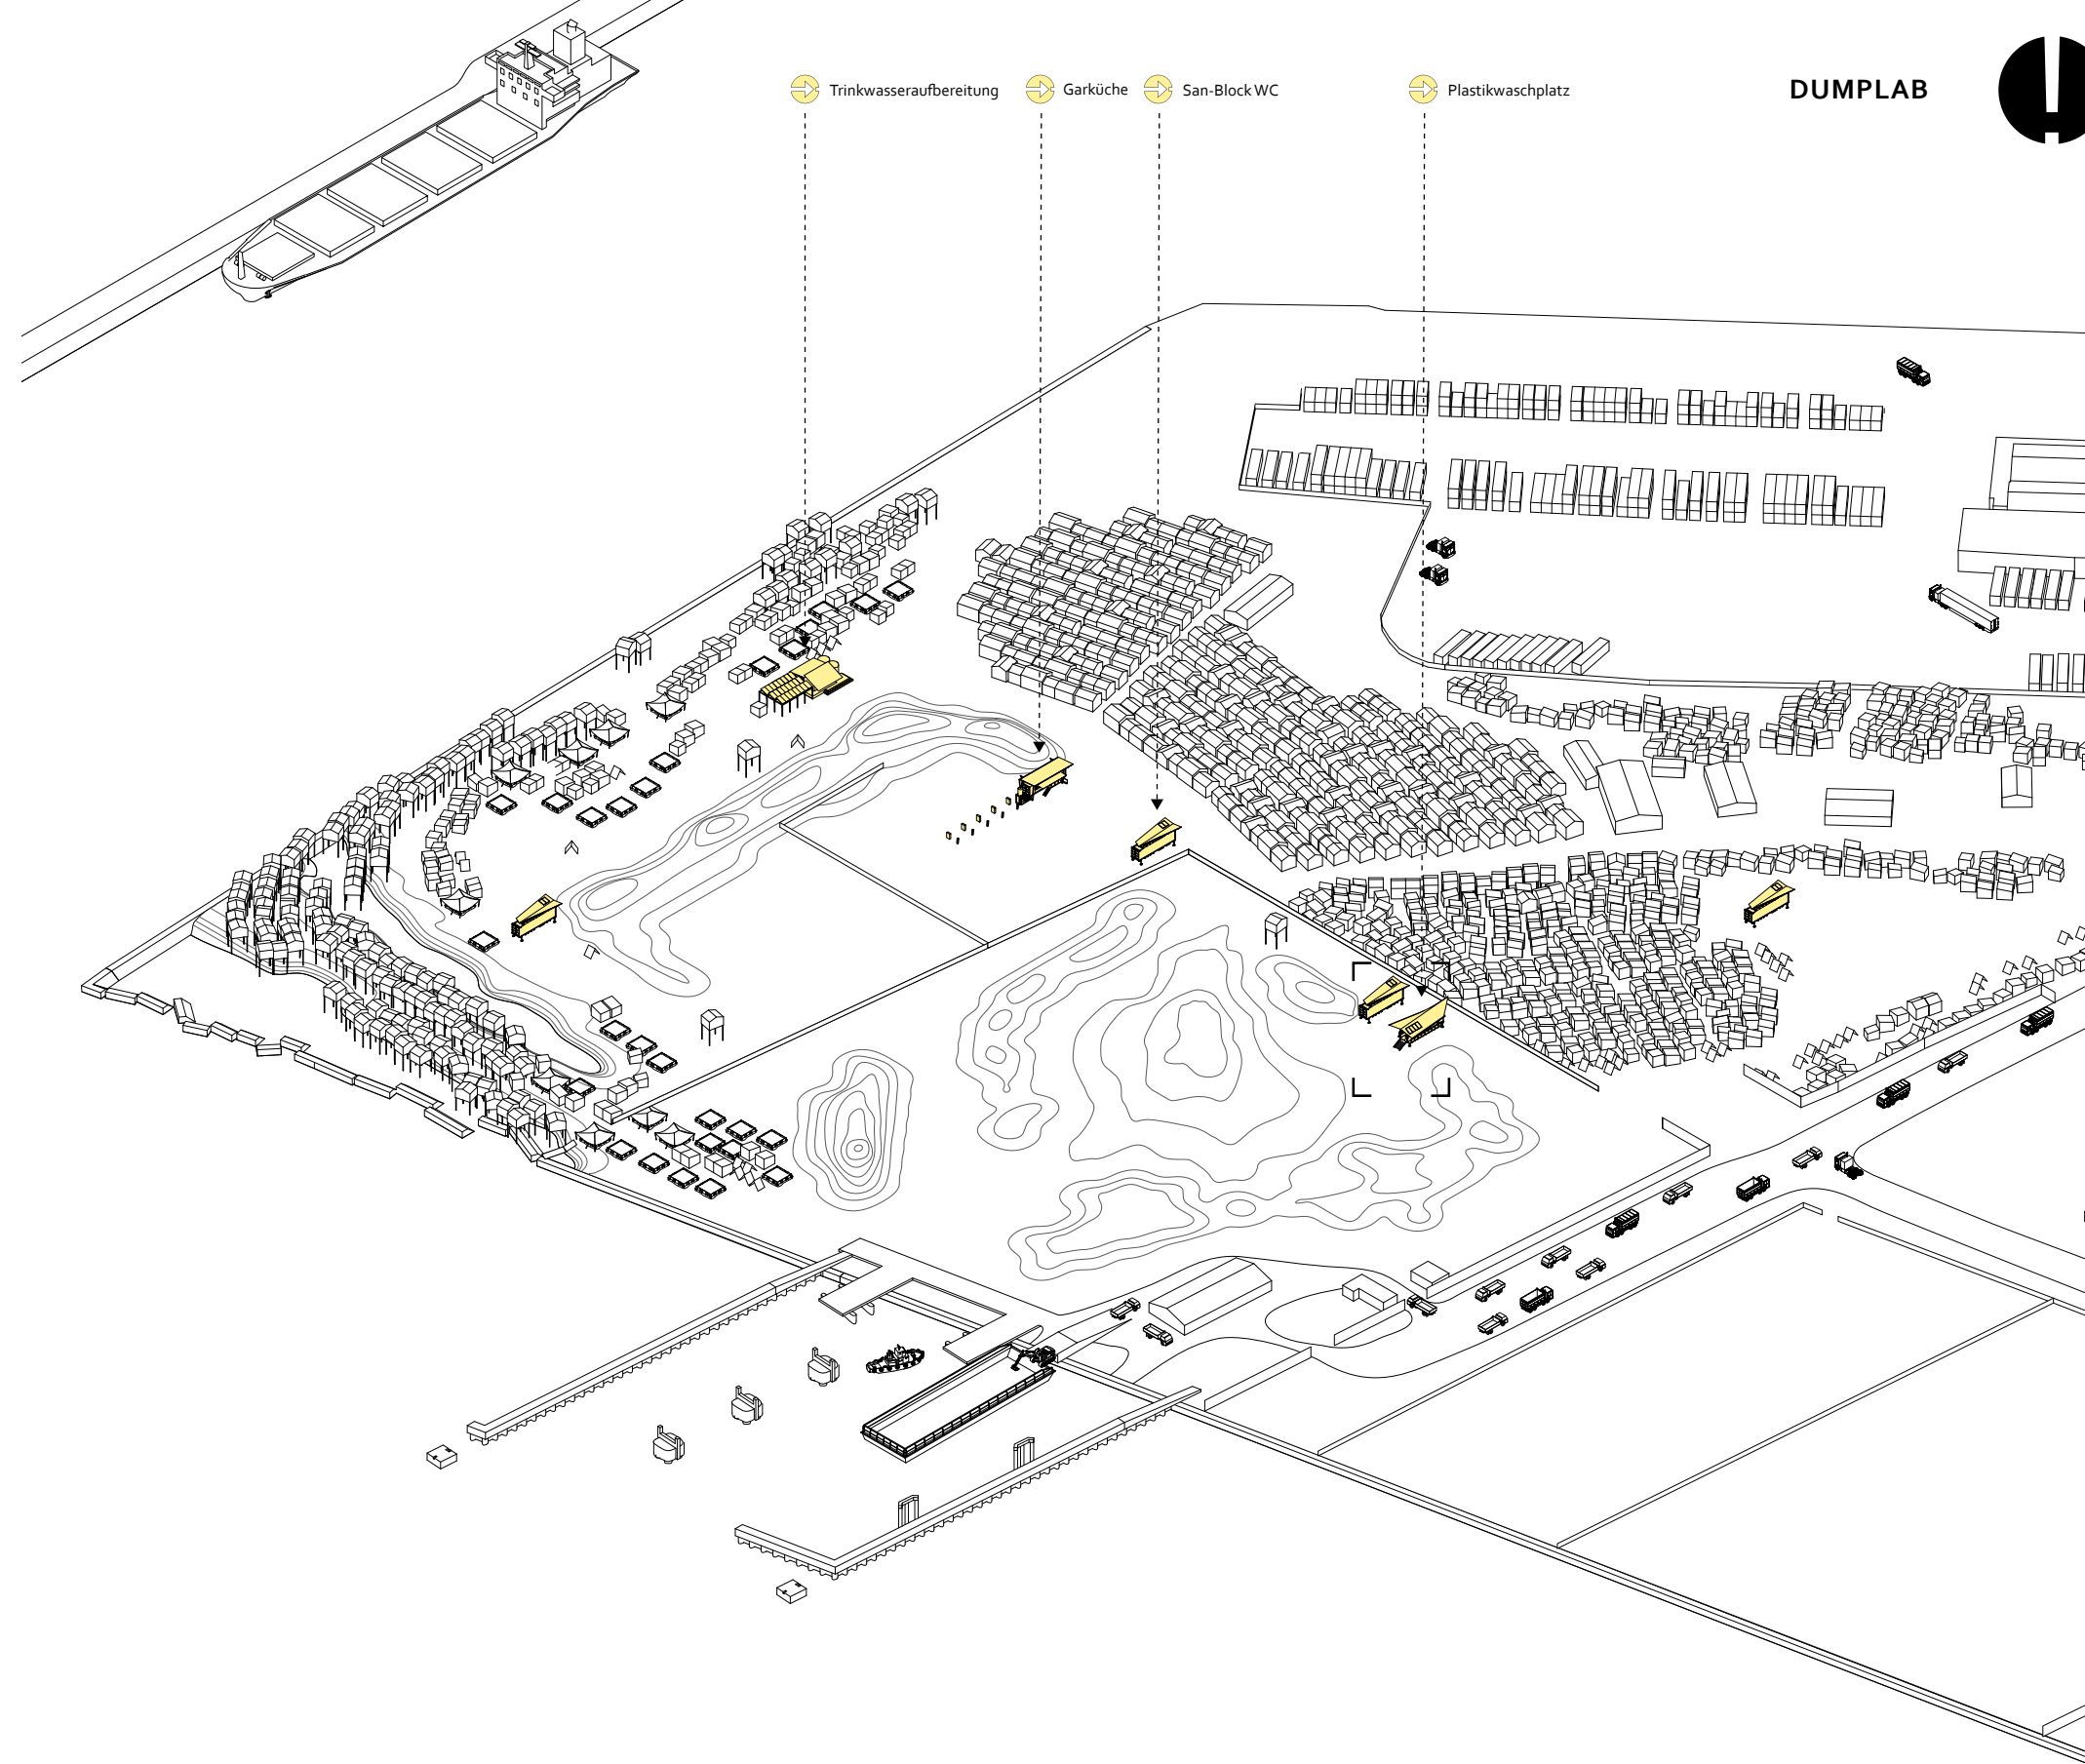 Trinkwasseraufbereitung
Garküche
San-Block WC
Plastikwaschplatz
DUMPLAB